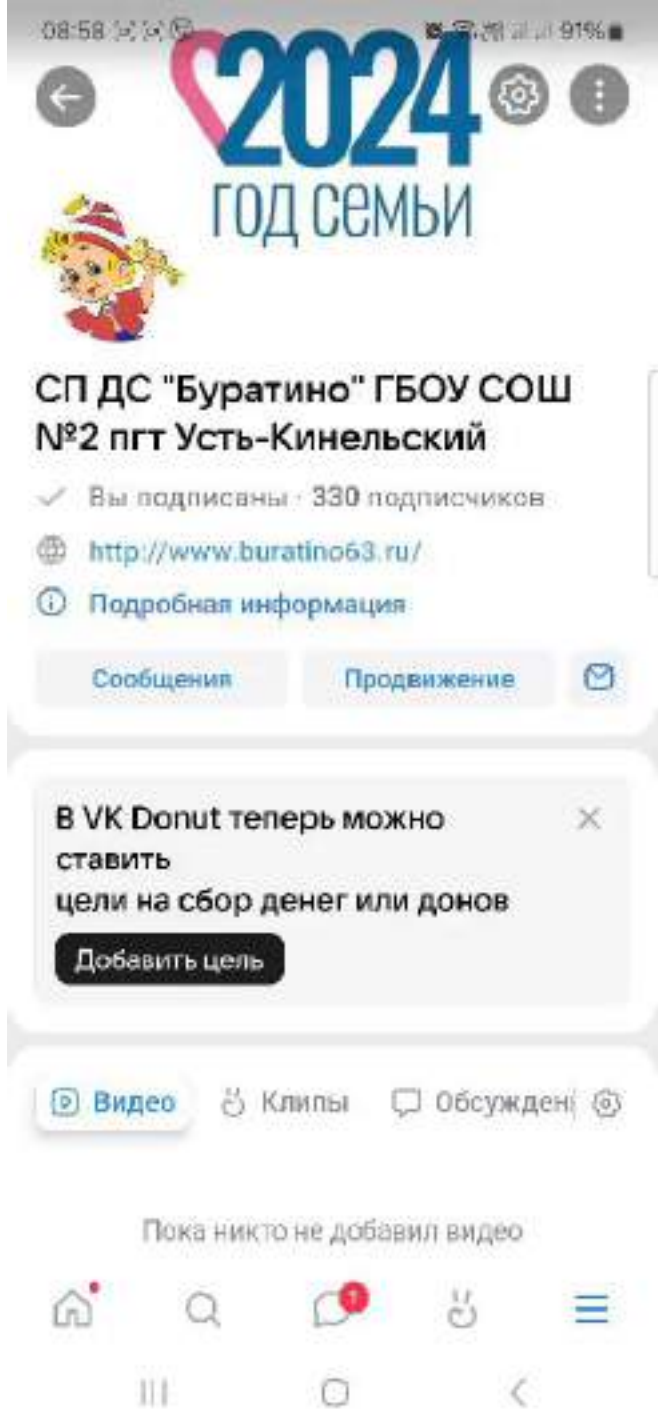 08:58
91%
2024
ГОД СЕМЬИ
СП ДС "Буратино" ГБОУ СОШ
№2 пгт Усть-Кинельский
Вы подписаны · 330 подписчиков
http://www.buratino63.ru/
Подробная информация
Сообщения
Продвижение
В VK Donut теперь можно
ставить
цели на сбор денег или донов
Добавить цель
Видео
Клипы
Обсужден
Пока никто не добавил видео
1